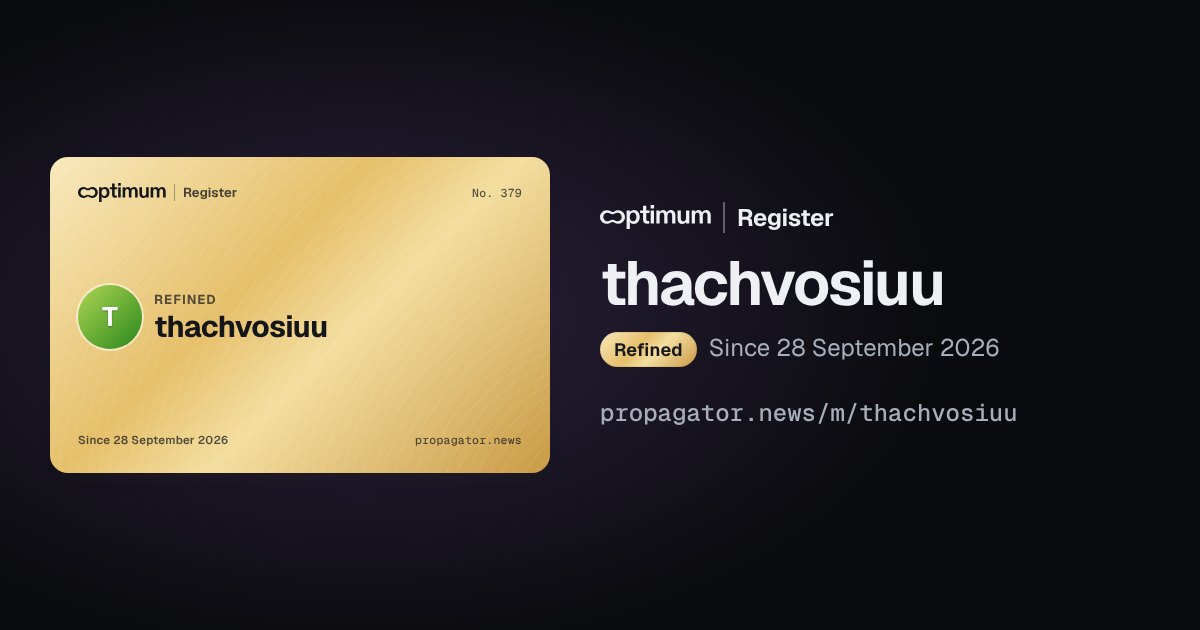 optimum | Register
No. 379
T
REFINED
thachvosiuu
Since 28 September 2026
propagator.news
optimum | Register
thachvosiuu
Refined Since 28 September 2026
propagator.news/m/thachvosiuu